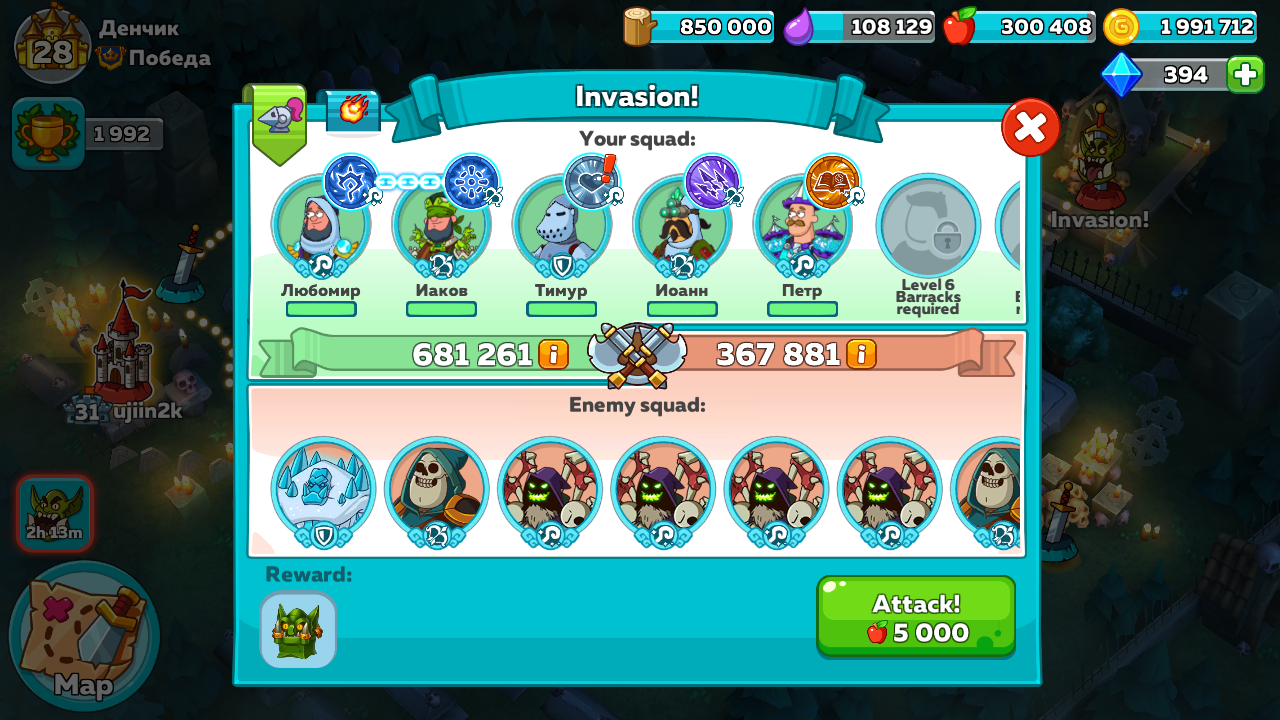 28
Денчик
Победа
850 000
108 129
300 408
1 991 712
394
1 992
Invasion!
Invasion!
Your squad:
Любомир
Иаков
Тимур
Иоанн
Петр
Level 6
Barracks
required
681 261
367 881
Enemy squad:
31 ujiin2k
2h 13m
Map
Reward:
Attack!
5 000